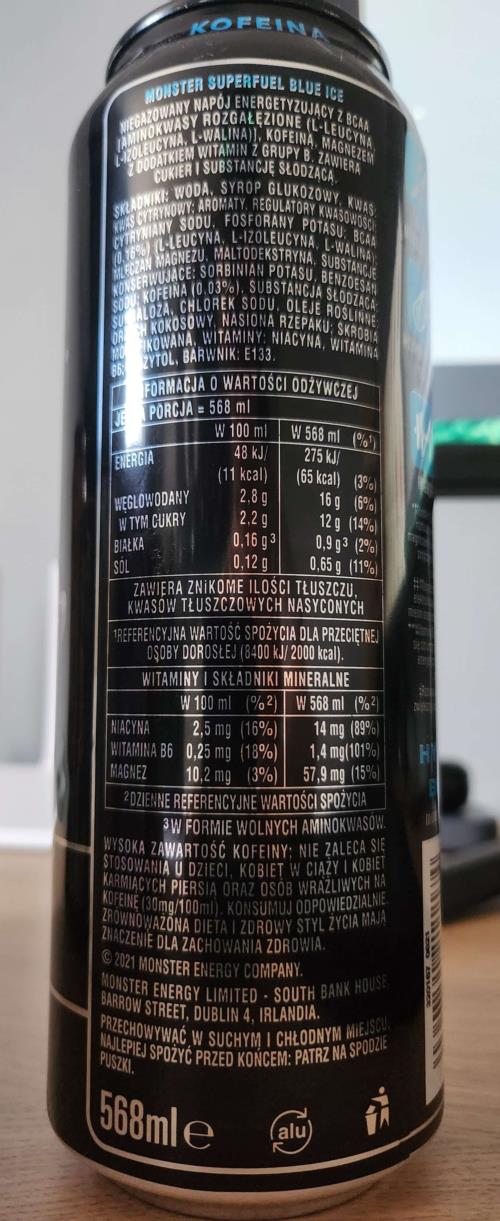 KOFEINA
MONSTER SUPERFUEL BLUE ICE
NIEGAZOWANY NAPÓJ ENERGETYZUJĄCY Z BCAA
[AMINOKWASY ROZGAŁĘZIONE (L-LEUCYNA,
L-IZOLEUCYNA, L-WALINA)], KOFEINĄ, MAGNEZEM
Z DODATKIEM WITAMIN Z GRUPY B. ZAWIERA
CUKIER I SUBSTANCJĘ SŁODZĄCĄ.
SKŁADNIKI: WODA, SYROP GLUKOZOWY, KWAS:
KWAS CYTRYNOWY; AROMATY, REGULATORY KWASOWOŚCI:
CYTRYNIANY SODU, FOSFORANY POTASU; BCAA
(0,16%) (L-LEUCYNA, L-IZOLEUCYNA, L-WALINA),
MLECZAN MAGNEZU, MALTODEKSTRYNA, SUBSTANCJE
KONSERWUJĄCE: SORBINIAN POTASU, BENZOESAN
SODU; KOFEINA (0,03%), SUBSTANCJA SŁODZĄCA:
SUKRALOZA, CHLOREK SODU, OLEJE ROŚLINNE:
ORZECH KOKOSOWY, NASIONA RZEPAKU; SKROBIA
MODYFIKOWANA, WITAMINY: NIACYNA, WITAMINA
B6; INOZYTOL, BARWNIK: E133.
INFORMACJA O WARTOŚCI ODŻYWCZEJ
JEDNA PORCJA = 568 ml
W 100 ml W 568 ml (%¹)
ENERGIA 48 kJ/ 275 kJ/
(11 kcal) (65 kcal) (3%)
WĘGLOWODANY 2,8 g 16 g (6%)
W TYM CUKRY 2,2 g 12 g (14%)
BIAŁKA 0,16 g³ 0,9 g³ (2%)
SÓL 0,12 g 0,65 g (11%)
ZAWIERA ZNIKOME ILOŚCI TŁUSZCZU,
KWASÓW TŁUSZCZOWYCH NASYCONYCH
¹REFERENCYJNA WARTOŚĆ SPOŻYCIA DLA PRZECIĘTNEJ
OSOBY DOROSŁEJ (8400 kJ/ 2000 kcal).
WITAMINY I SKŁADNIKI MINERALNE
W 100 ml (%²) W 568 ml (%²)
NIACYNA 2,5 mg (16%) 14 mg (89%)
WITAMINA B6 0,25 mg (18%) 1,4 mg(101%)
MAGNEZ 10,2 mg (3%) 57,9 mg (15%)
²DZIENNE REFERENCYJNE WARTOŚCI SPOŻYCIA
³W FORMIE WOLNYCH AMINOKWASÓW.
WYSOKA ZAWARTOŚĆ KOFEINY; NIE ZALECA SIĘ
STOSOWANIA U DZIECI, KOBIET W CIĄŻY I KOBIET
KARMIĄCYCH PIERSIĄ ORAZ OSÓB WRAŻLIWYCH NA
KOFEINĘ (30mg/100ml). KONSUMUJ ODPOWIEDZIALNIE.
ZRÓWNOWAŻONA DIETA I ZDROWY STYL ŻYCIA MAJĄ
ZNACZENIE DLA ZACHOWANIA ZDROWIA.
© 2021 MONSTER ENERGY COMPANY.
MONSTER ENERGY LIMITED - SOUTH BANK HOUSE,
BARROW STREET, DUBLIN 4, IRLANDIA.
PRZECHOWYWAĆ W SUCHYM I CHŁODNYM MIEJSCU.
NAJLEPIEJ SPOŻYĆ PRZED KOŃCEM: PATRZ NA SPODZIE
PUSZKI.
568ml e
alu